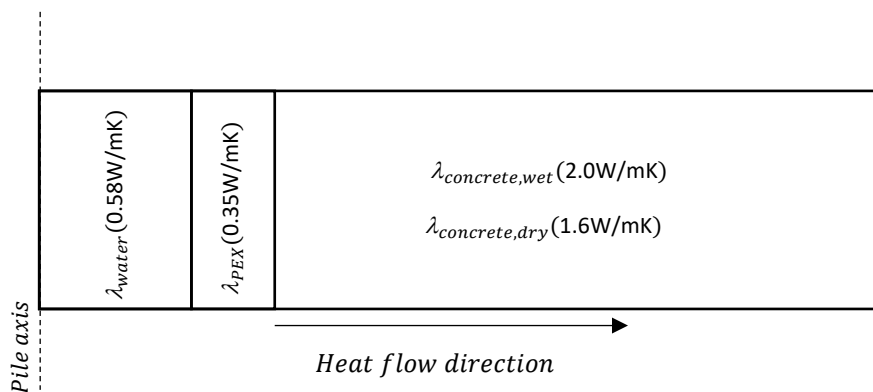 Pile axis
λwater(0.58W/mK)
λPEX(0.35W/mK)
λconcrete,wet(2.0W/mK)
λconcrete,dry(1.6W/mK)
Heat flow direction